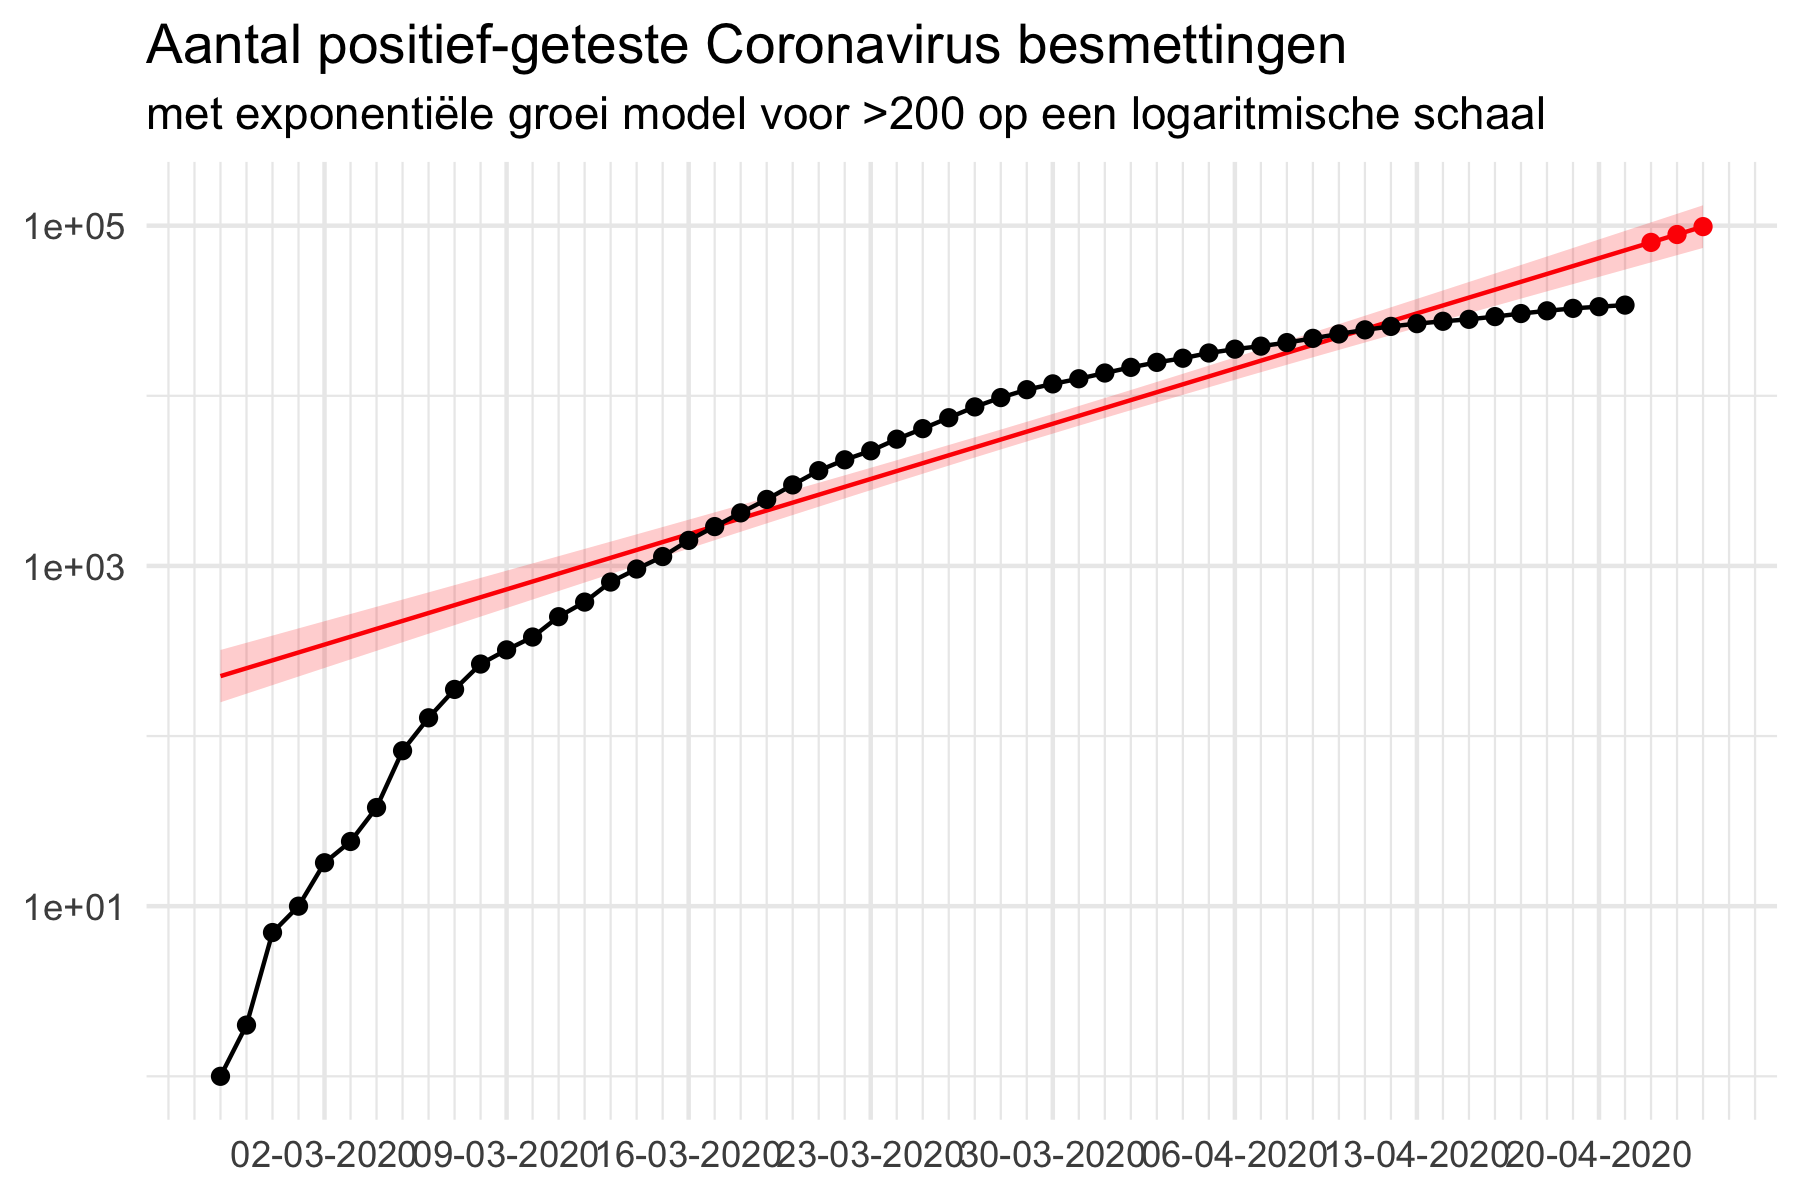 Aantal positief-geteste Coronavirus besmettingen
met exponentiële groei model voor >200 op een logaritmische schaal
1e+05
1e+03
1e+01
02-03-2020 09-03-2020 16-03-2020 23-03-2020 30-03-2020 06-04-2020 13-04-2020 20-04-2020